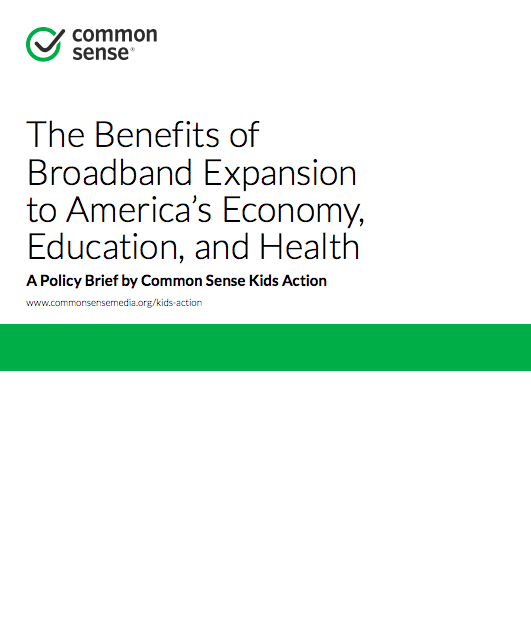 common
sense®
The Benefits of
Broadband Expansion
to America's Economy,
Education, and Health
A Policy Brief by Common Sense Kids Action
www.commonsensemedia.org/kids-action